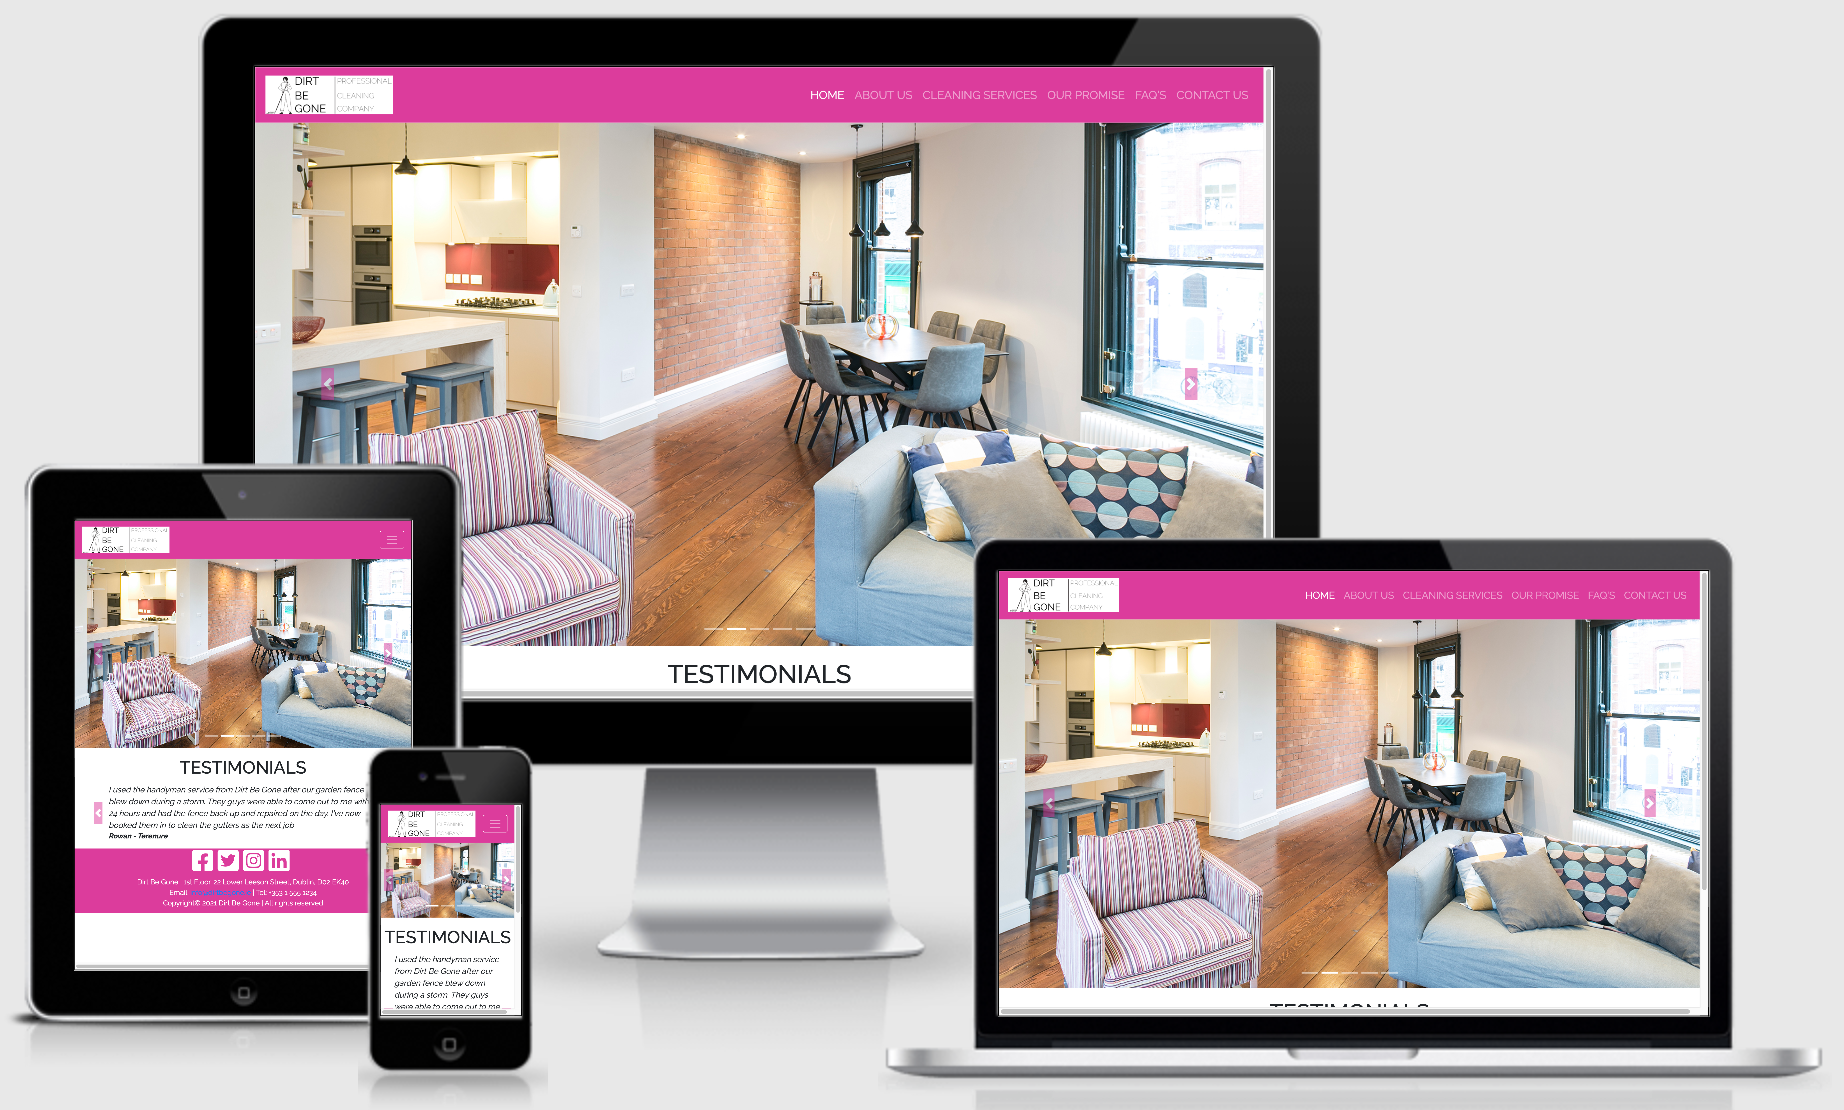 DIRT
BE
GONE
PROFESSIONAL
CLEANING
COMPANY
HOME ABOUT US CLEANING SERVICES OUR PROMISE FAQ'S CONTACT US
TESTIMONIALS
DIRT
BE
GONE
PROFESSIONAL
CLEANING
COMPANY
TESTIMONIALS
I used the handyman service from Dirt Be Gone after our garden fence
blew down during a storm. They guys were able to come out to me with
24 hours and had the fence back up and repaired on the day. I've now
booked them in to clean the gutters as the next job
Rowan - Terenure
Dirt Be Gone 1st Floor, 22 Lower Leeson Street, Dublin, D02 EK40
Email: | Tel: +353 1 555 1234
Copyright© 2021 Dirt Be Gone | All rights reserved
DIRT
BE
GONE
PROFESSIONAL
CLEANING
COMPANY
TESTIMONIALS
I used the handyman service
from Dirt Be Gone after our
garden fence blew down
during a storm. They guys
were able to come out to me
DIRT
BE
GONE
PROFESSIONAL
CLEANING
COMPANY
HOME ABOUT US CLEANING SERVICES OUR PROMISE FAQ'S CONTACT US
TESTIMONIALS